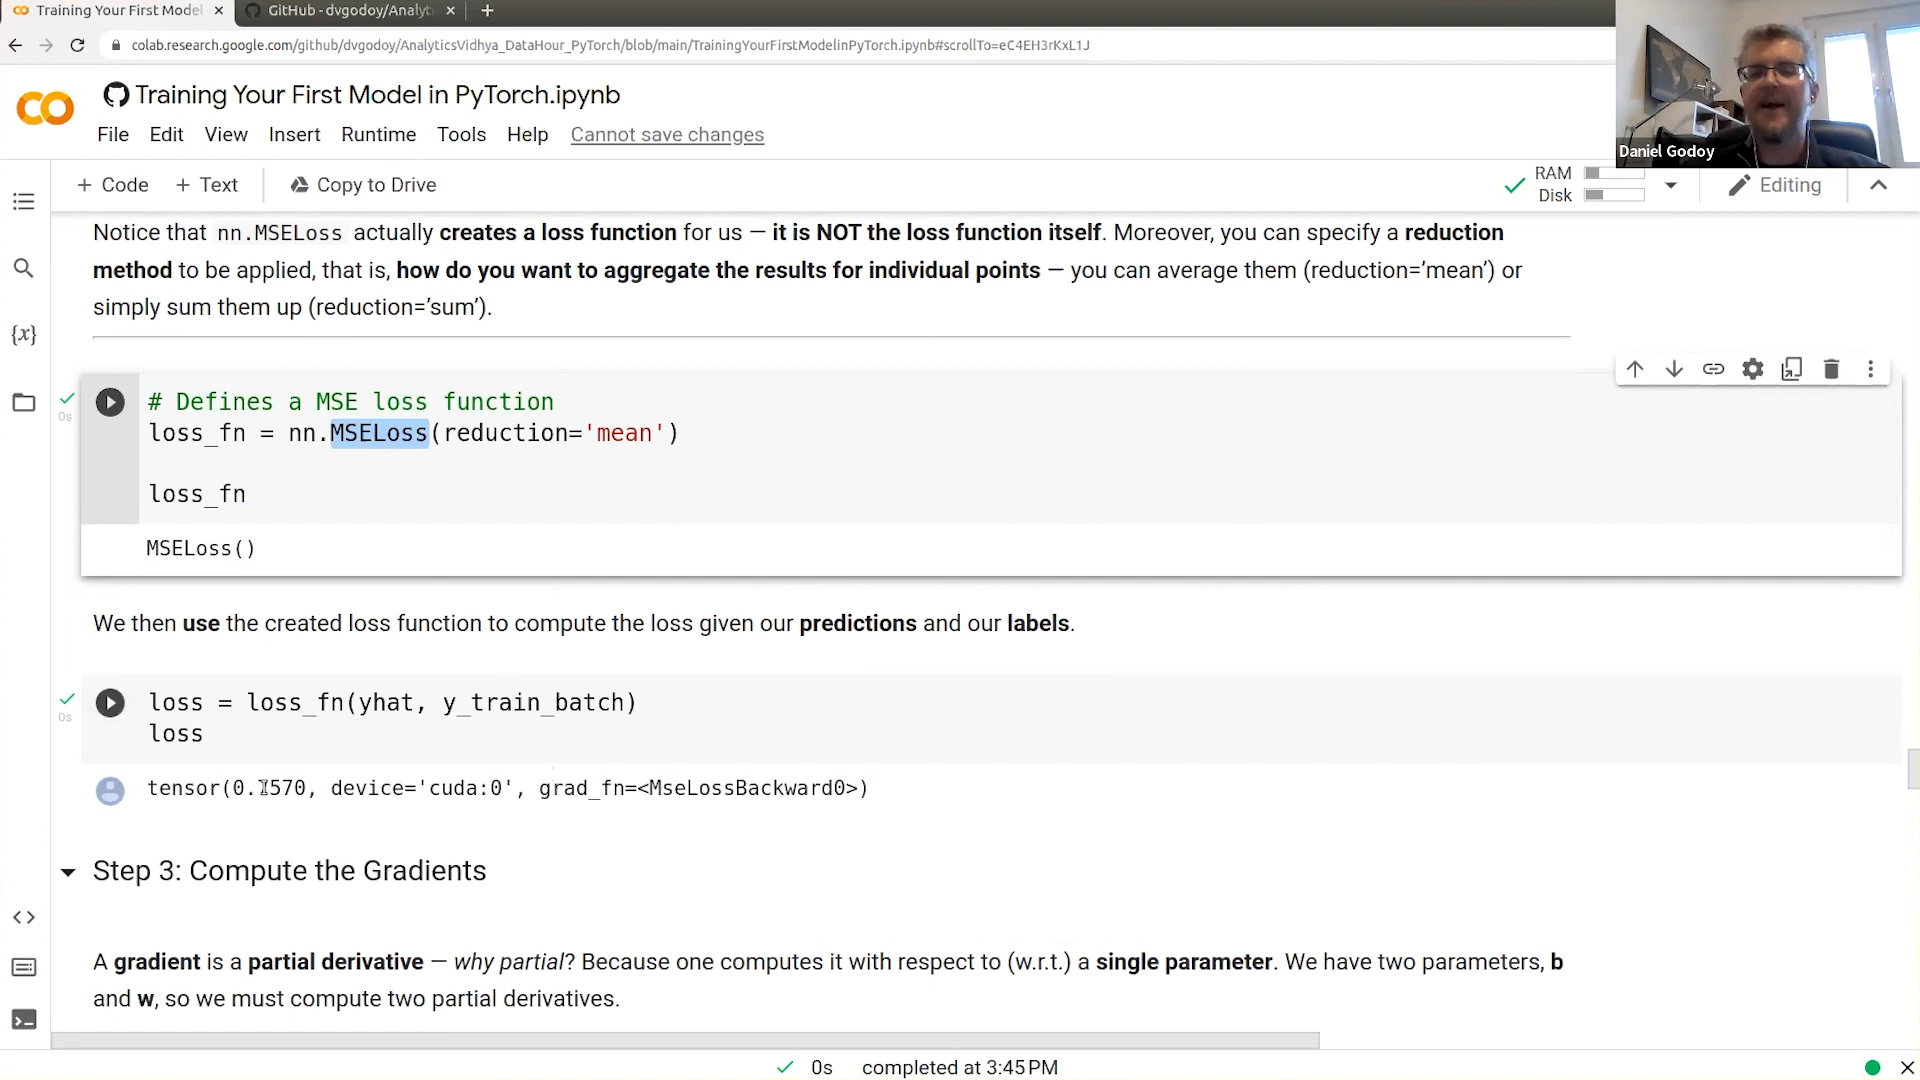 Training Your First Model
GitHub - dvgodoy/Analyt
colab.research.google.com/github/dvgodoy/AnalyticsVidhya_DataHour_PyTorch/blob/main/TrainingYourFirstModelinPyTorch.ipynb#scrollTo=eC4EH3rKxL1J
Training Your First Model in PyTorch.ipynb
File Edit View Insert Runtime Tools Help Cannot save changes
Daniel Godoy
+ Code + Text Copy to Drive
RAM
Disk
Editing
Notice that nn.MSELoss actually creates a loss function for us — it is NOT the loss function itself. Moreover, you can specify a reduction
method to be applied, that is, how do you want to aggregate the results for individual points — you can average them (reduction=’mean’) or
simply sum them up (reduction=’sum’).
{x}
0s
# Defines a MSE loss function
loss_fn = nn.MSELoss(reduction='mean')
loss_fn
MSELoss()
We then use the created loss function to compute the loss given our predictions and our labels.
0s
loss = loss_fn(yhat, y_train_batch)
loss
device='cuda:0', grad_fn=<MseLossBackward0>)
Step 3: Compute the Gradients
A gradient is a partial derivative — why partial? Because one computes it with respect to (w.r.t.) a single parameter. We have two parameters, b
and w, so we must compute two partial derivatives.
0s completed at 3:45 PM